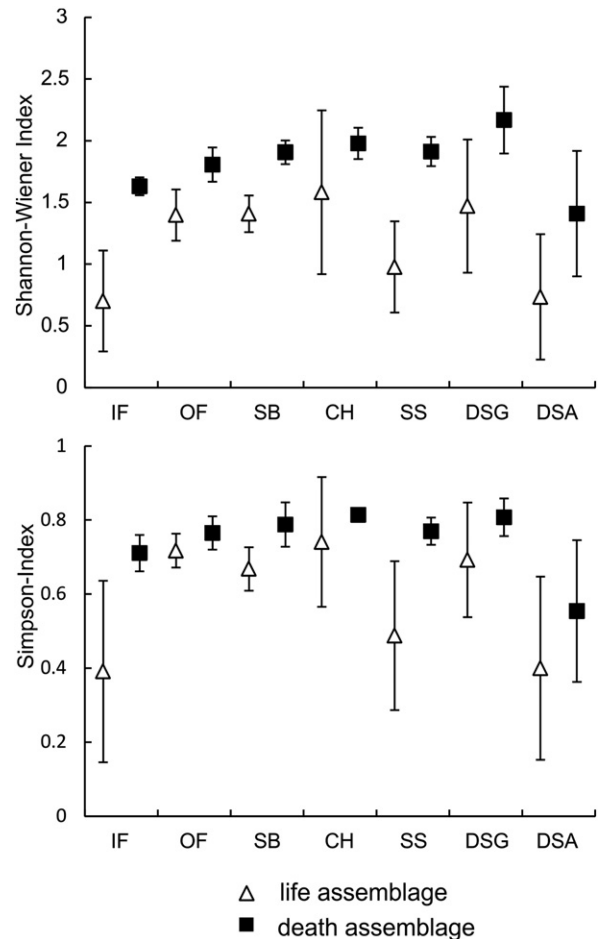 Shannon-Wiener Index
3
2.5
2
1.5
1
0.5
0
IF OF SB CH SS DSG DSA
Simpson-Index
1
0.8
0.6
0.4
0.2
0
IF OF SB CH SS DSG DSA
life assemblage
death assemblage